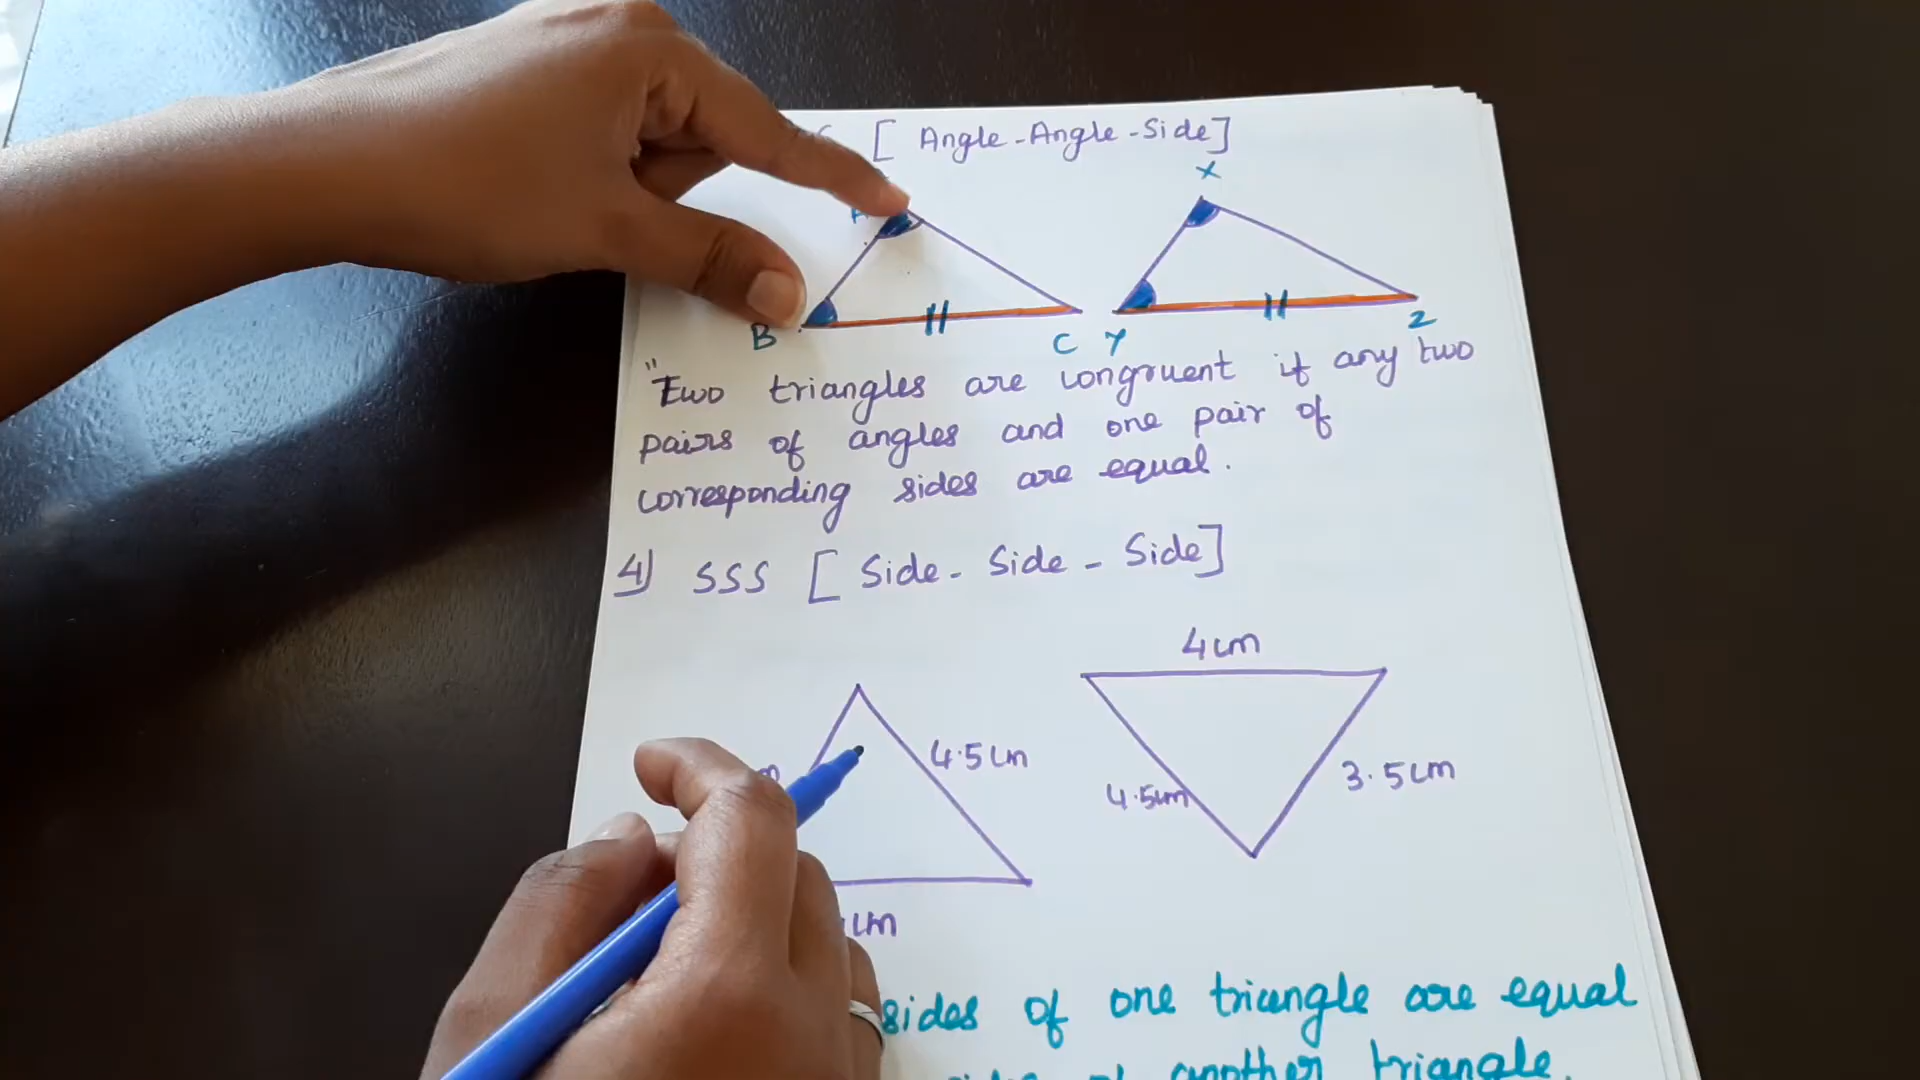 [ Angle-Angle-Side]
X
B C Y Z
"Two triangles are congruent if any two
pairs of angles and one pair of
corresponding sides are equal.
4) SSS [ Side - Side - Side]
4cm
4.5cm
3.5cm
4.5cm
cm
sides of one triangle are equal
of another triangle.